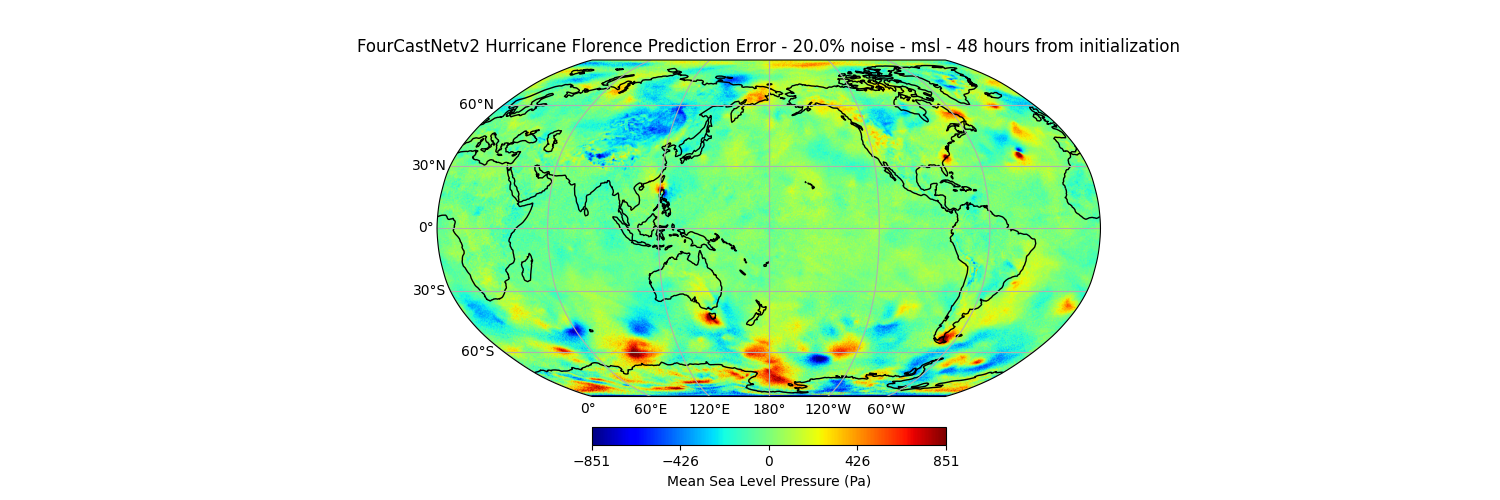 FourCastNetv2 Hurricane Florence Prediction Error - 20.0% noise - msl - 48 hours from initialization
60°N
30°N
0°
30°S
60°S
0° 60°E 120°E 180° 120°W 60°W
−851 −426 0 426 851
Mean Sea Level Pressure (Pa)